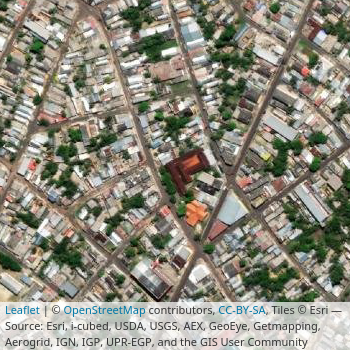 Leaflet | © OpenStreetMap contributors, CC-BY-SA, Tiles © Esri —
Source: Esri, i-cubed, USDA, USGS, AEX, GeoEye, Getmapping,
Aerogrid, IGN, IGP, UPR-EGP, and the GIS User Community